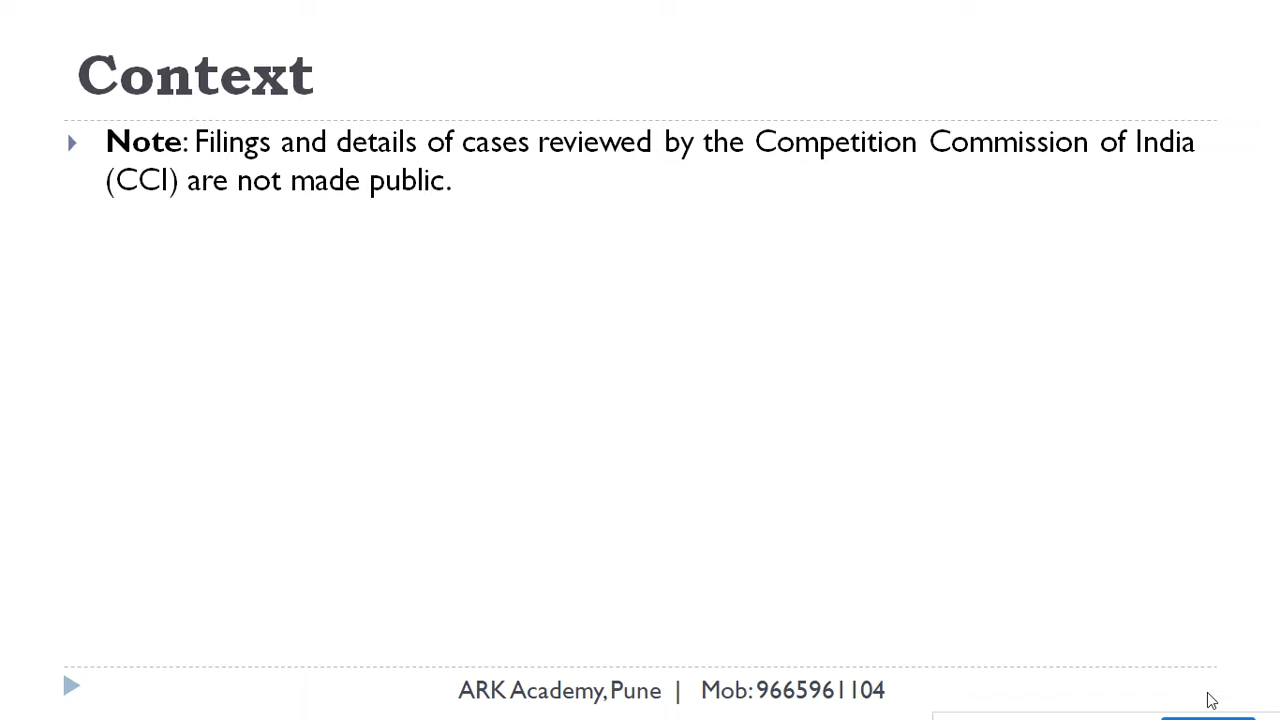 Context
Note: Filings and details of cases reviewed by the Competition Commission of India
(CCI) are not made public.
ARK Academy, Pune | Mob: 9665961104